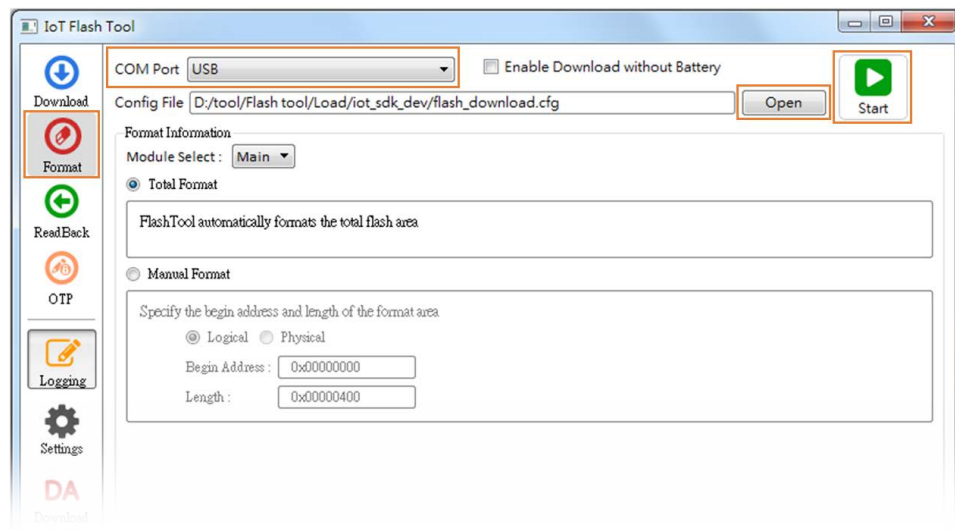 IoT Flash Tool
Download
Format
ReadBack
OTP
Logging
Settings
DA
Download
COM Port USB
Enable Download without Battery
Config File D:/tool/Flash tool/Load/iot_sdk_dev/flash_download.cfg
Open
Start
Format Information
Module Select : Main
Total Format
FlashTool automatically formats the total flash area
Manual Format
Specify the begin address and length of the format area
Logical Physical
Begin Address : 0x00000000
Length : 0x00000400